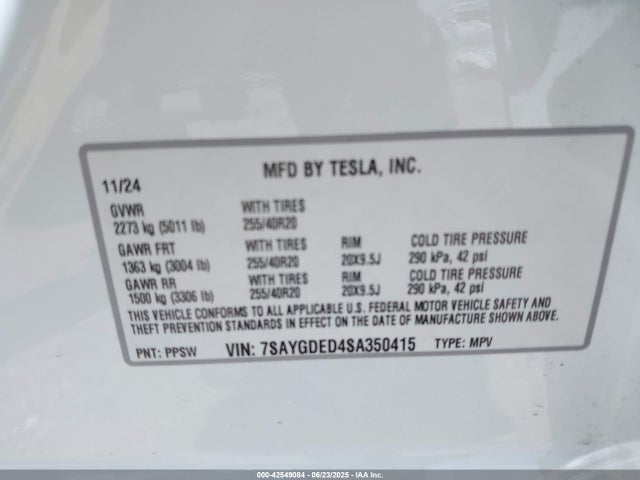 MFD BY TESLA, INC.
11/24
GVWR WITH TIRES
2273 kg (5011 lb) 255/40R20
GAWR FRT WITH TIRES RIM COLD TIRE PRESSURE
1363 kg (3004 lb) 255/40R20 20X9.5J 290 kPa, 42 psi
GAWR RR WITH TIRES RIM COLD TIRE PRESSURE
1500 kg (3306 lb) 255/40R20 20X9.5J 290 kPa, 42 psi
THIS VEHICLE CONFORMS TO ALL APPLICABLE U.S. FEDERAL MOTOR VEHICLE SAFETY AND
THEFT PREVENTION STANDARDS IN EFFECT ON THE DATE OF MANUFACTURE SHOWN ABOVE.
PNT: PPSW VIN: 7SAYGDED4SA350415 TYPE: MPV
000-42549084 - 06/23/2025 - IAA Inc.